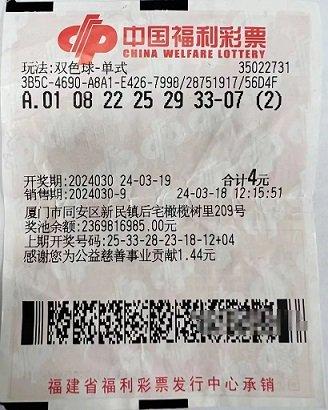 中国福利彩票
CHINA WELFARE LOTTERY
玩法:双色球-单式 35022731
3B5C-4690-A8A1-E426-7998/28751917/56D4F
A.01 08 22 25 29 33-07 (2)
开奖期:2024030 24-03-19 合计4元
销售期:2024030-9 24-03-18 12:15:51
厦门市同安区新民镇后宅橄榄树里209号
奖池余额:2369816985.00元
上期开奖号码:25-33-28-23-18-12+04
感谢您为公益慈善事业贡献1.44元
福建省福利彩票发行中心承销